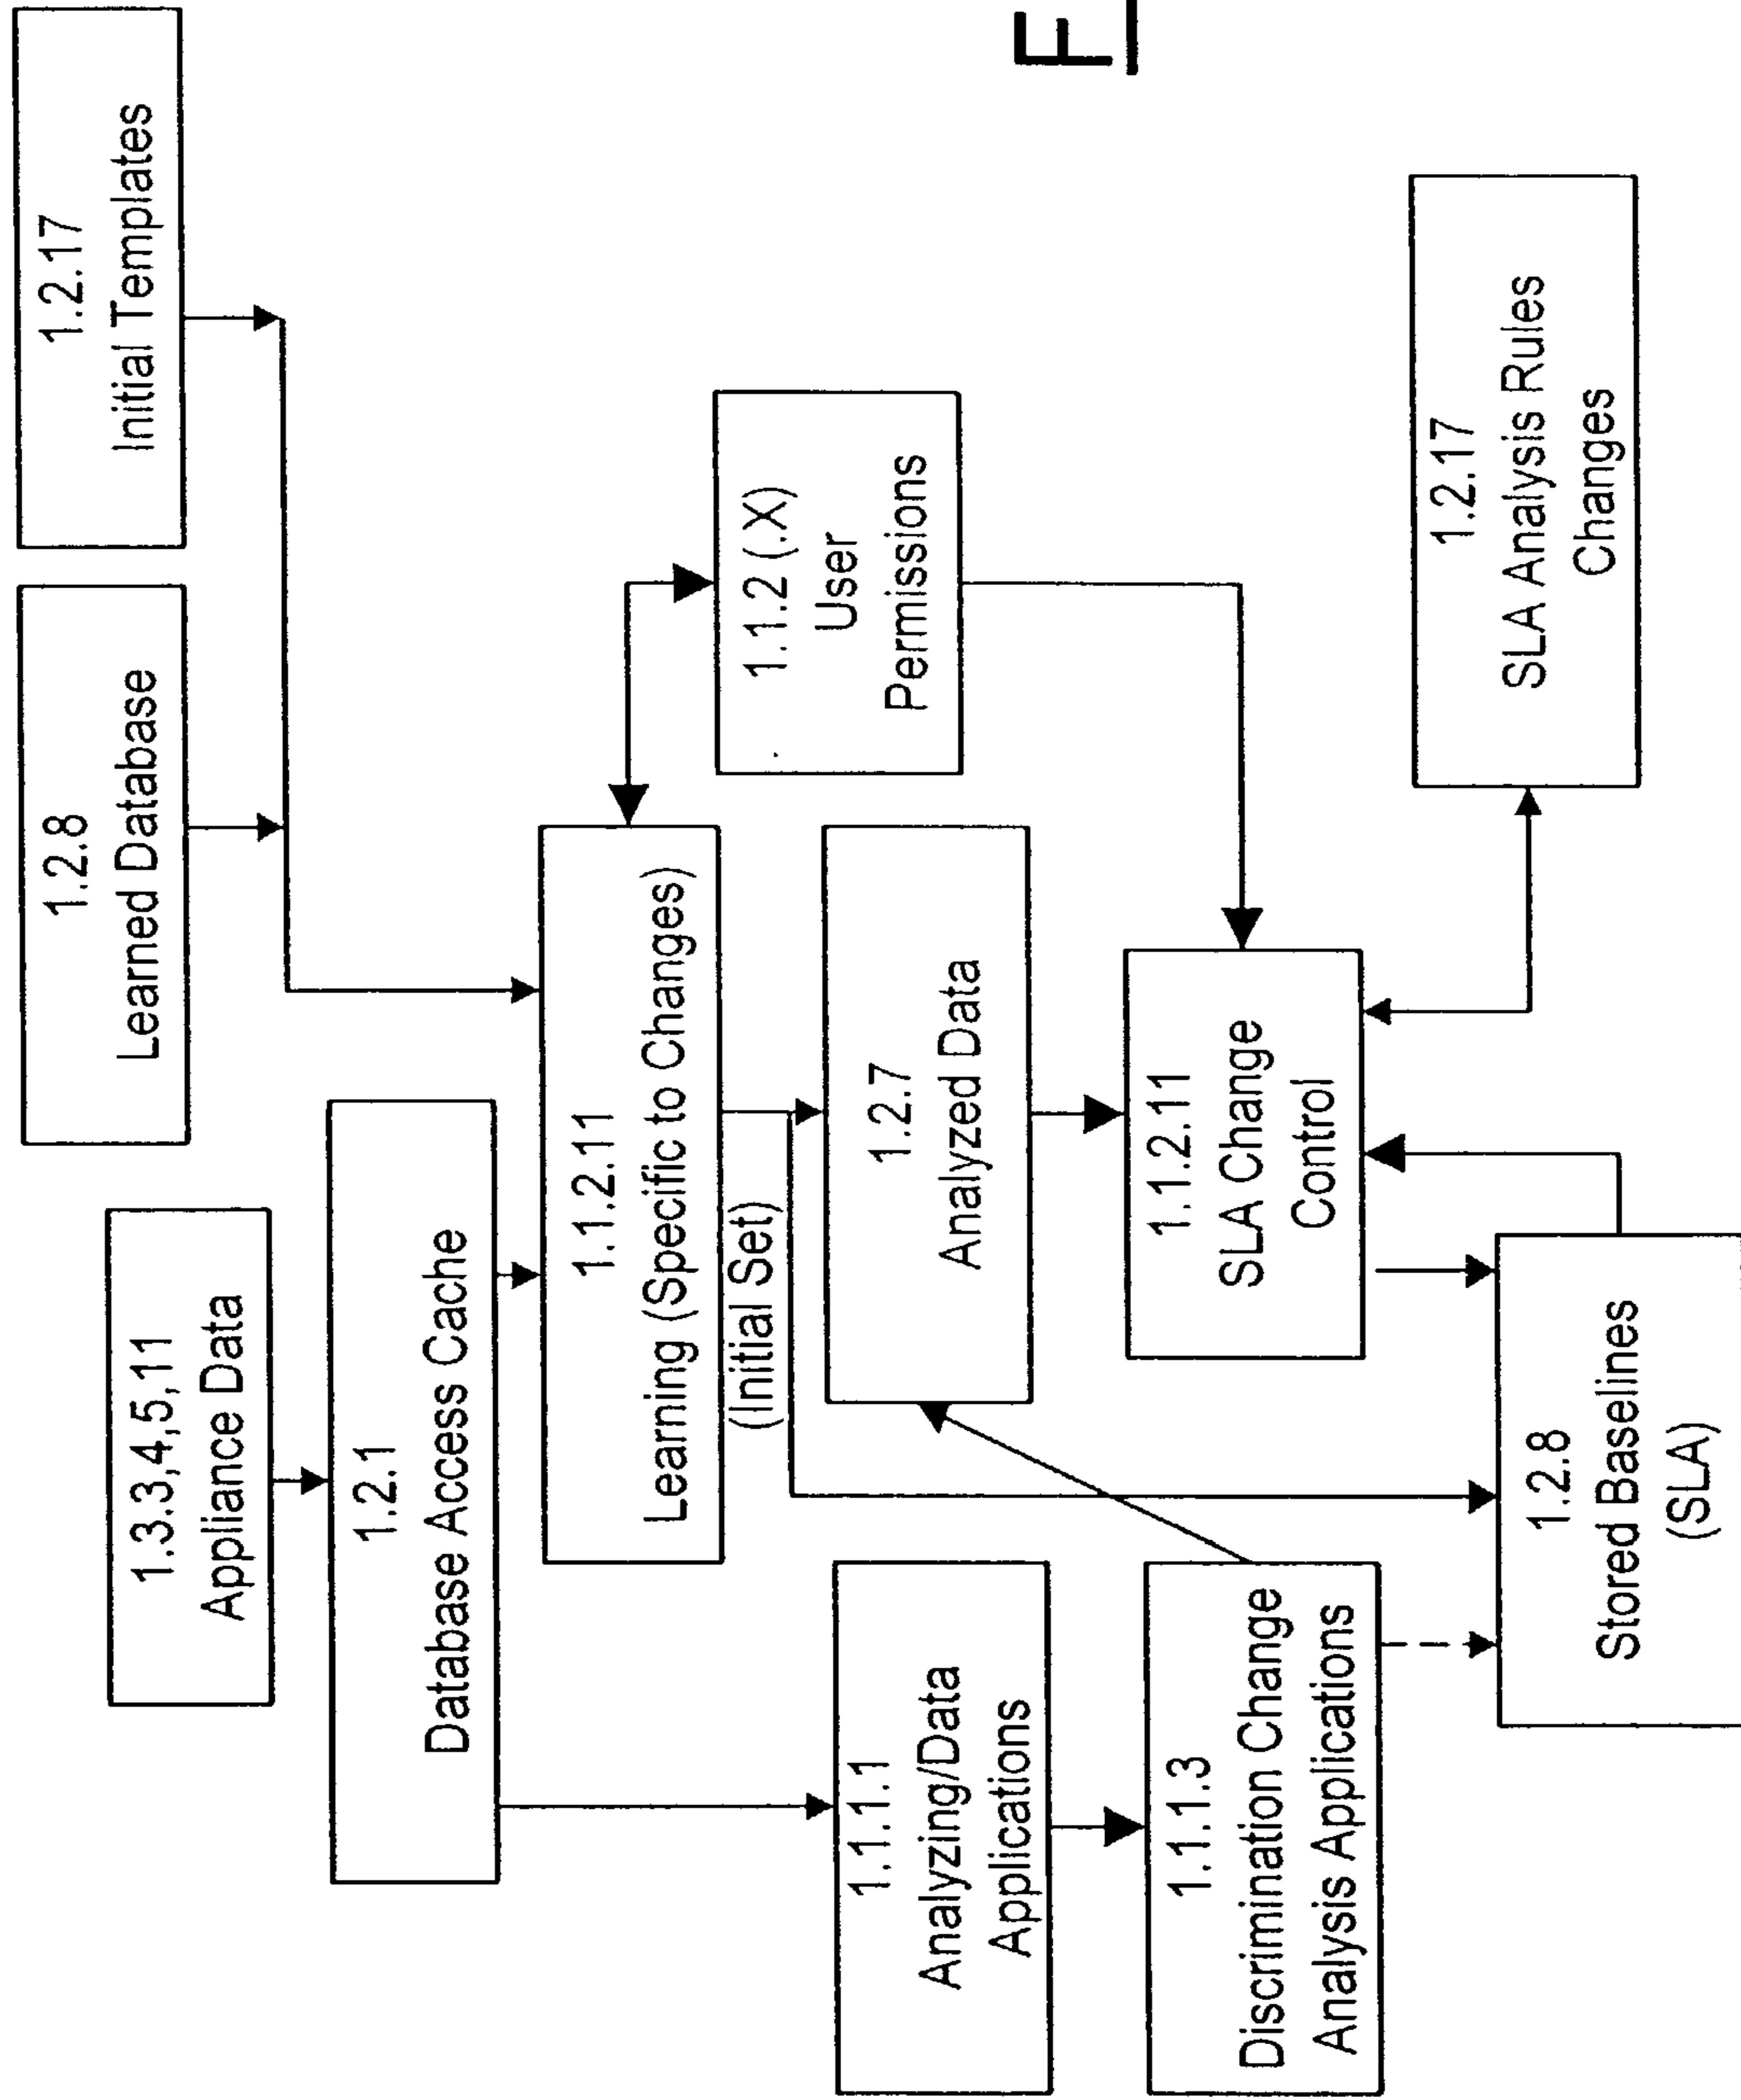 1.3.3,4,5,11
Appliance Data
1.2.8
Learned Database
1.2.17
Initial Templates
1.2.1
Database Access Cache
1.1.2.11
Learning (Specific to Changes)
(Initial Set)
1.1.2 (.X)
User
Permissions
1.1.1.1
Analyzing/Data
Applications
1.2.7
Analyzed Data
1.1.1.3
Discrimination Change
Analysis Applications
1.1.2.11
SLA Change
Control
1.2.8
Stored Baselines
(SLA)
1.2.17
SLA Analysis Rules
Changes
F